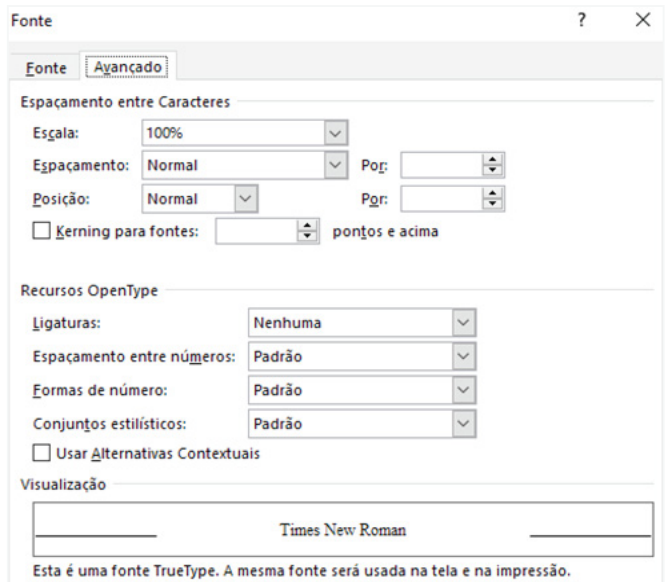 Fonte ? ×
Fonte Avançado
Espaçamento entre Caracteres
Escala: 100%
Espaçamento: Normal Por:
Posição: Normal Por:
Kerning para fontes: pontos e acima
Recursos OpenType
Ligaturas: Nenhuma
Espaçamento entre números: Padrão
Formas de número: Padrão
Conjuntos estilísticos: Padrão
Usar Alternativas Contextuais
Visualização
Times New Roman
Esta é uma fonte TrueType. A mesma fonte será usada na tela e na impressão.